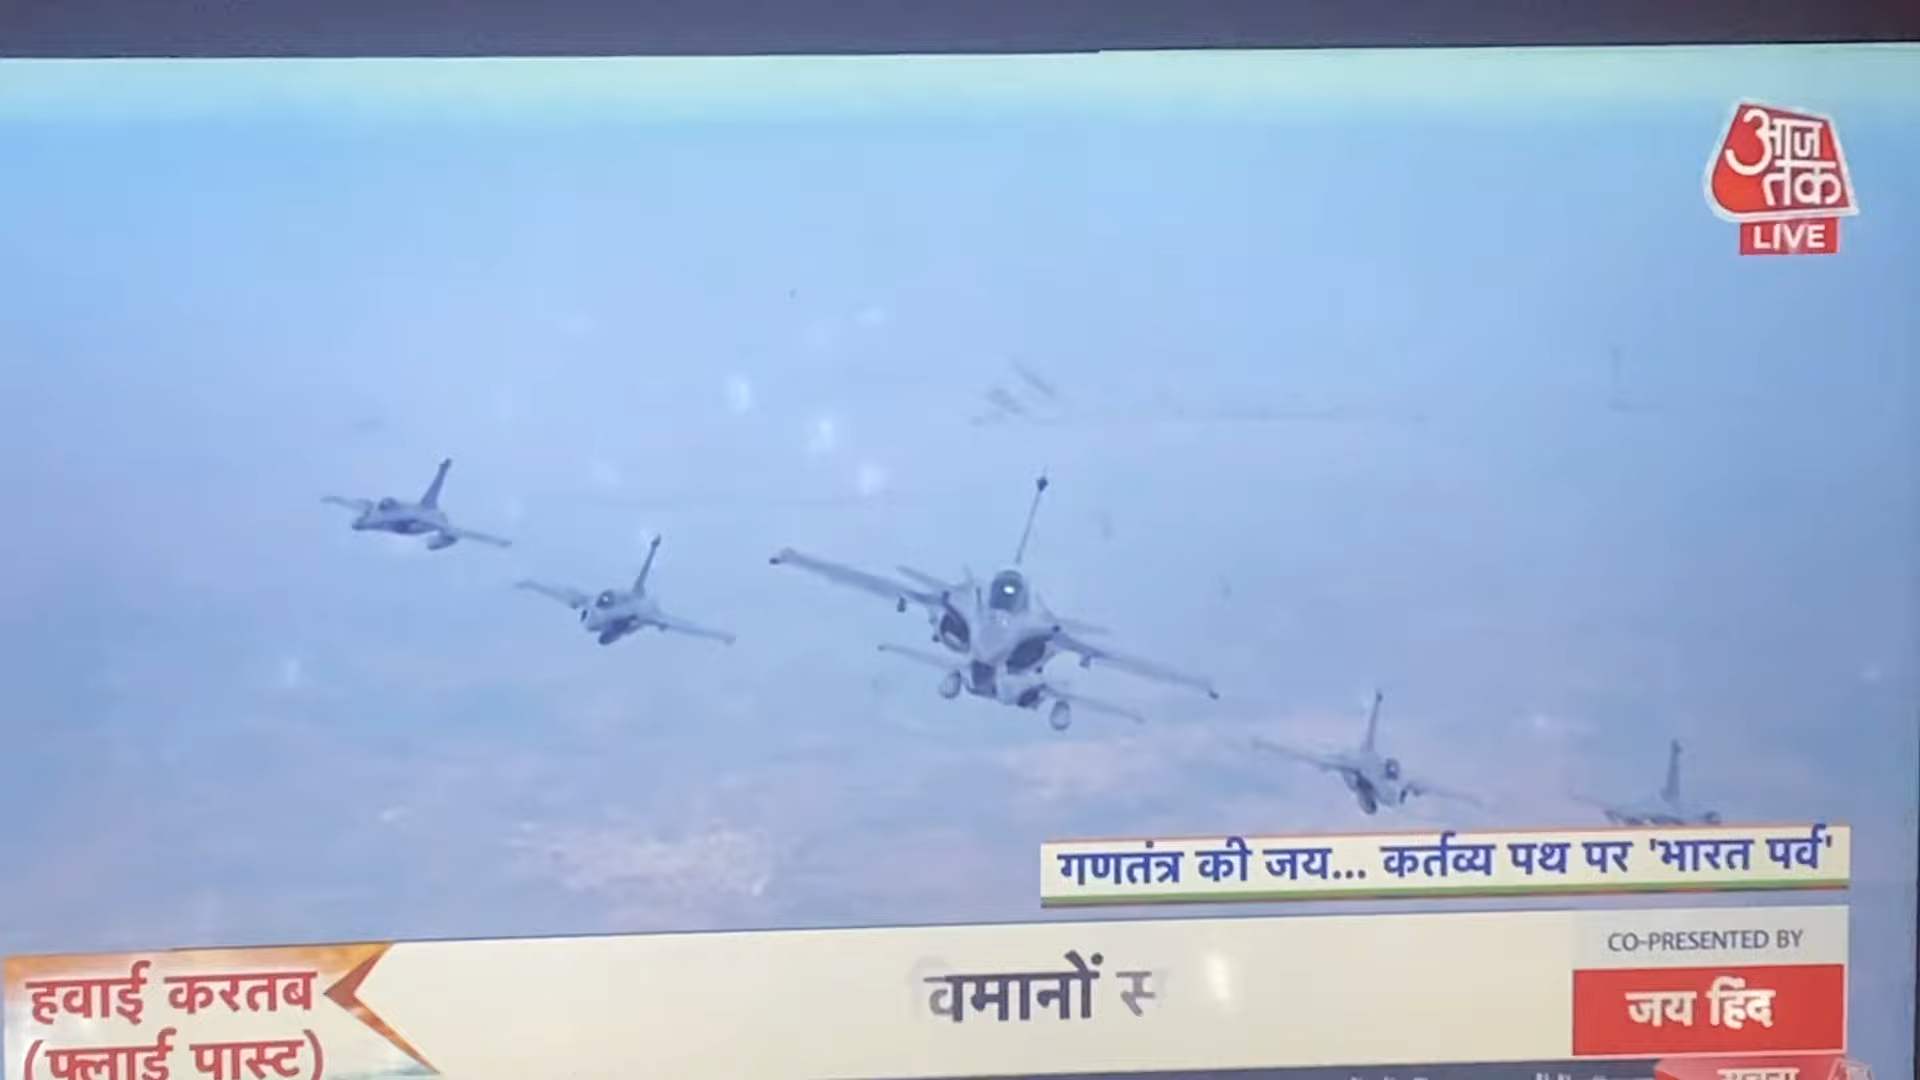 आज
तक
LIVE
गणतंत्र की जय... कर्तव्य पथ पर 'भारत पर्व'
CO-PRESENTED BY
हवाई करतब
(फ्लाई पास्ट)
विमानों
जय हिंद